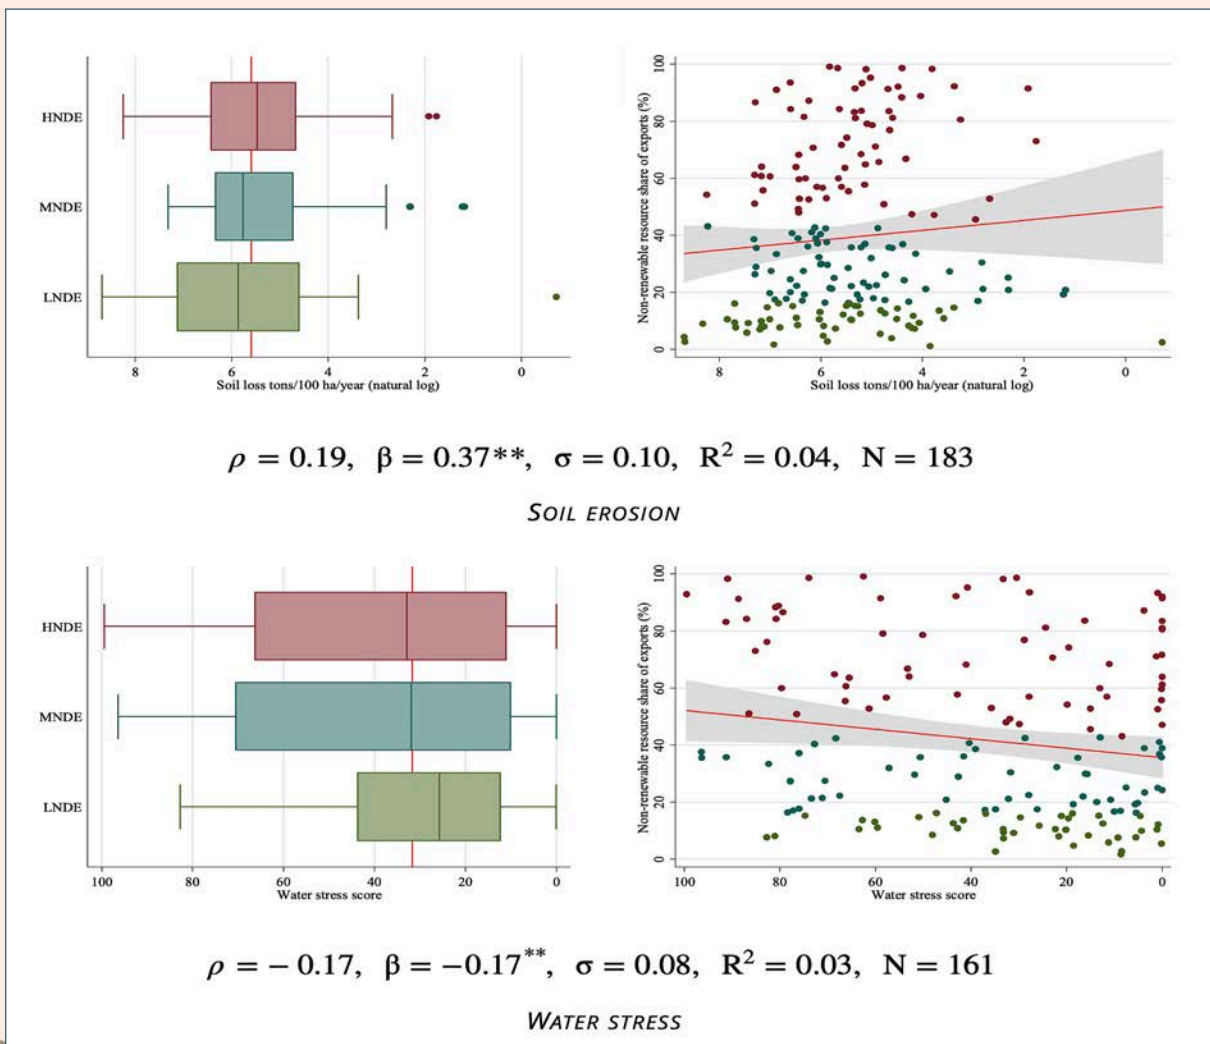 HNDE
MNDE
LNDE
8 6 4 2 0
Soil loss tons/100 ha/year (natural log)
Non-renewable resource share of exports (%)
100
80
60
40
20
0
8 6 4 2 0
Soil loss tons/100 ha/year (natural log)
ρ = 0.19, β = 0.37**, σ = 0.10, R² = 0.04, N = 183
SOIL EROSION
HNDE
MNDE
LNDE
100 80 60 40 20 0
Water stress score
Non-renewable resource share of exports (%)
100
80
60
40
20
0
100 80 60 40 20 0
Water stress score
ρ = − 0.17, β = −0.17**, σ = 0.08, R² = 0.03, N = 161
WATER STRESS